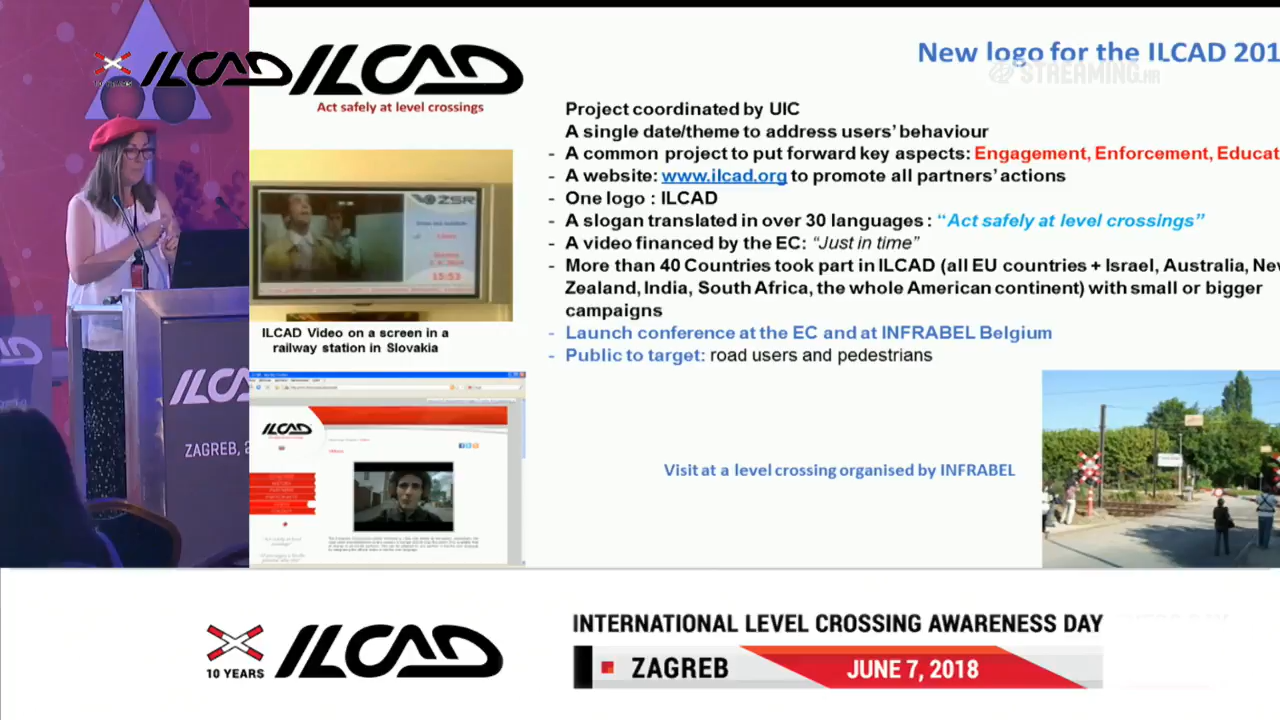 ILCAD
10 YEARS
ILCAD
Act safely at level crossings
New logo for the ILCAD 201
STREAMING.HR
Project coordinated by UIC
A single date/theme to address users' behaviour
- A common project to put forward key aspects: Engagement, Enforcement, Educat
- A website: www.ilcad.org to promote all partners' actions
- One logo : ILCAD
- A slogan translated in over 30 languages : "Act safely at level crossings"
- A video financed by the EC: "Just in time"
- More than 40 Countries took part in ILCAD (all EU countries + Israel, Australia, New
Zealand, India, South Africa, the whole American continent) with small or bigger
campaigns
- Launch conference at the EC and at INFRABEL Belgium
- Public to target: road users and pedestrians
ZSR
15:53
ILCAD Video on a screen in a
railway station in Slovakia
ILCAD
Visit at a level crossing organised by INFRABEL
ILCA
ZAGREB, 2
10 YEARS
ILCAD
INTERNATIONAL LEVEL CROSSING AWARENESS DAY
ZAGREB
JUNE 7, 2018